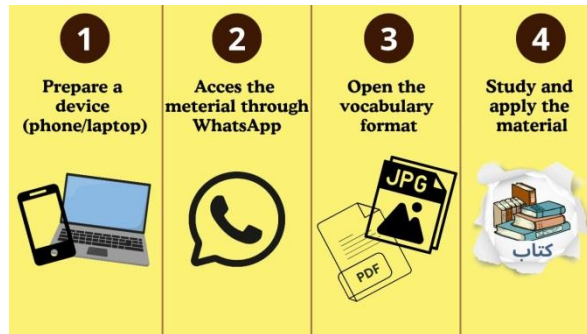 1
Prepare a
device
(phone/laptop)
2
Acces the
meterial through
WhatsApp
3
Open the
vocabulary
format
JPG
PDF
4
Study and
apply the
material
كتاب